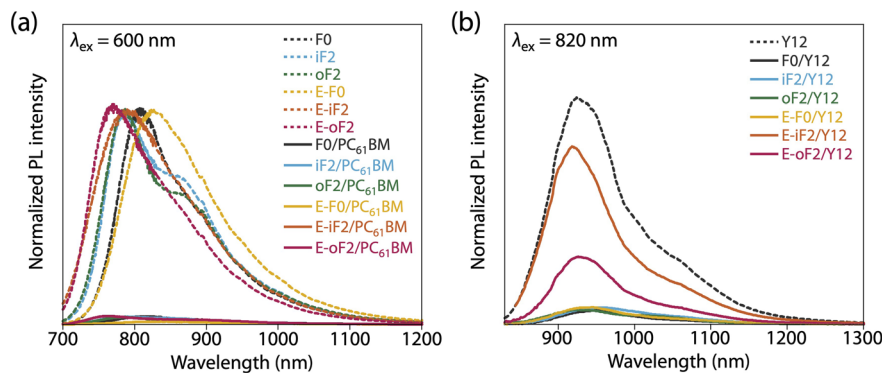 (a)
λex = 600 nm
F0
iF2
oF2
E-F0
E-iF2
E-oF2
F0/PC61BM
iF2/PC61BM
oF2/PC61BM
E-F0/PC61BM
E-iF2/PC61BM
E-oF2/PC61BM
Normalized PL intensity
700 800 900 1000 1100 1200
Wavelength (nm)
(b)
λex = 820 nm
Y12
F0/Y12
iF2/Y12
oF2/Y12
E-F0/Y12
E-iF2/Y12
E-oF2/Y12
Normalized PL intensity
900 1000 1100 1200 1300
Wavelength (nm)